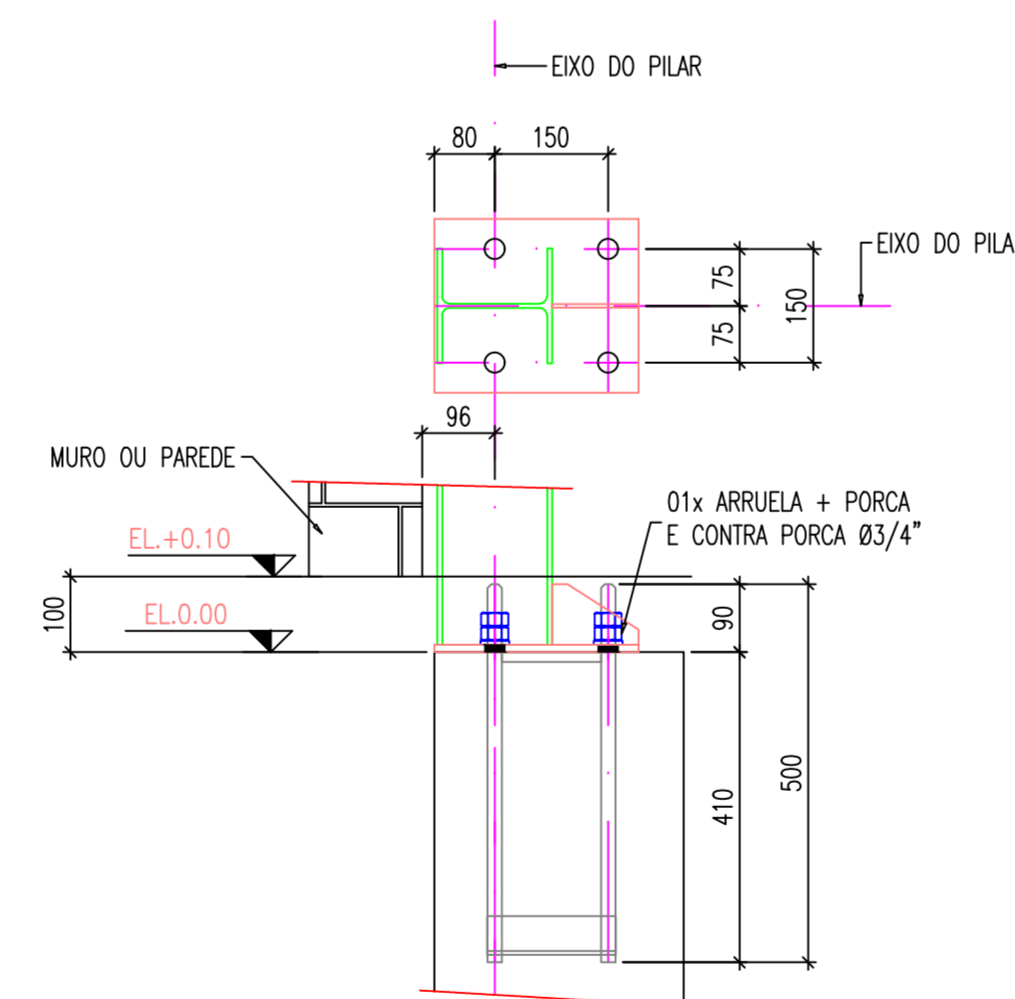 EIXO DO PILAR
80
150
EIXO DO PILA
75
150
75
96
MURO OU PAREDE
01x ARRUELA + PORCA
E CONTRA PORCA Ø3/4"
EL.+0.10
100
90
EL.0.00
500
410